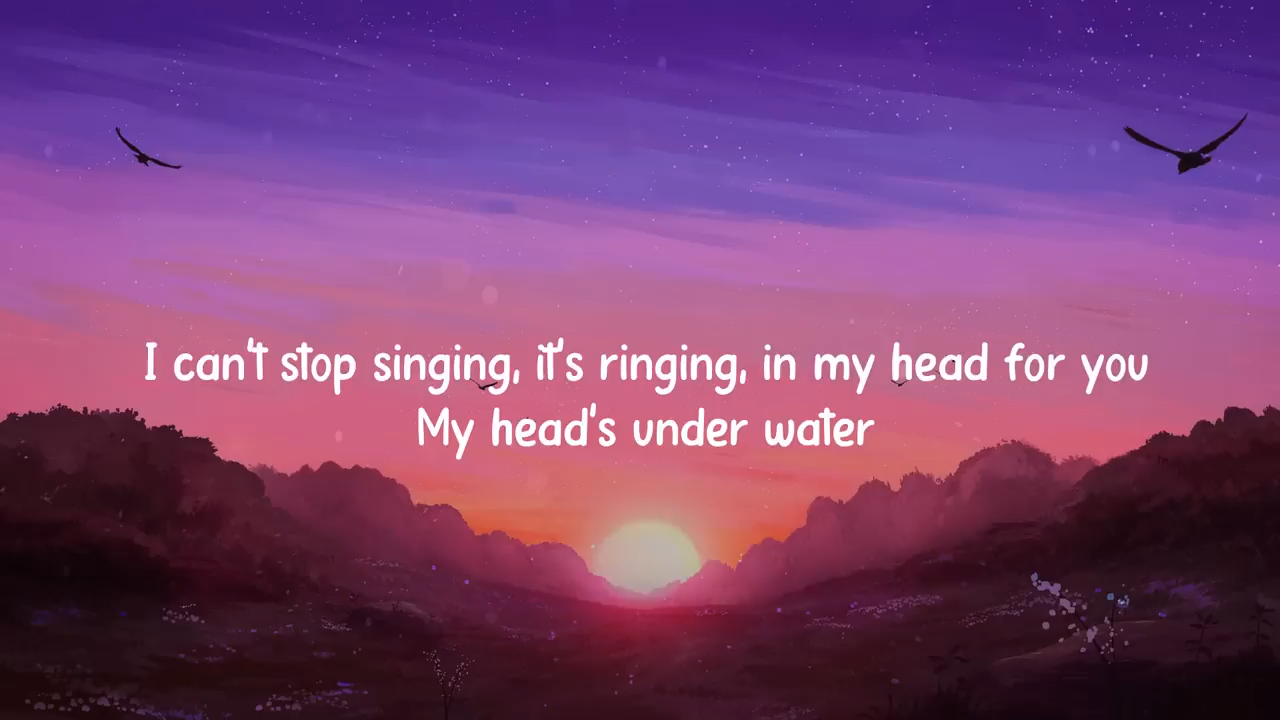 I can't stop singing, it's ringing, in my head for you
My head's under water